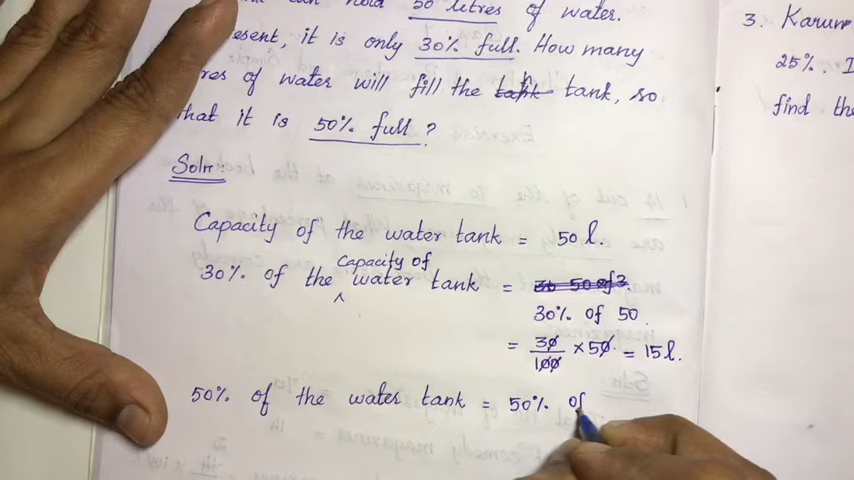 can hold 50 litres of water.
esent, it is only 30% full. How many
res of water will fill the tank, so
that it is 50% full?
Soln:
Capacity of the water tank = 50 l.
30% of the capacity of water tank =
30% of 50
= 30/100 × 50 = 15 l.
50% of the water tank = 50% of
3. Karun
25%. I
find the